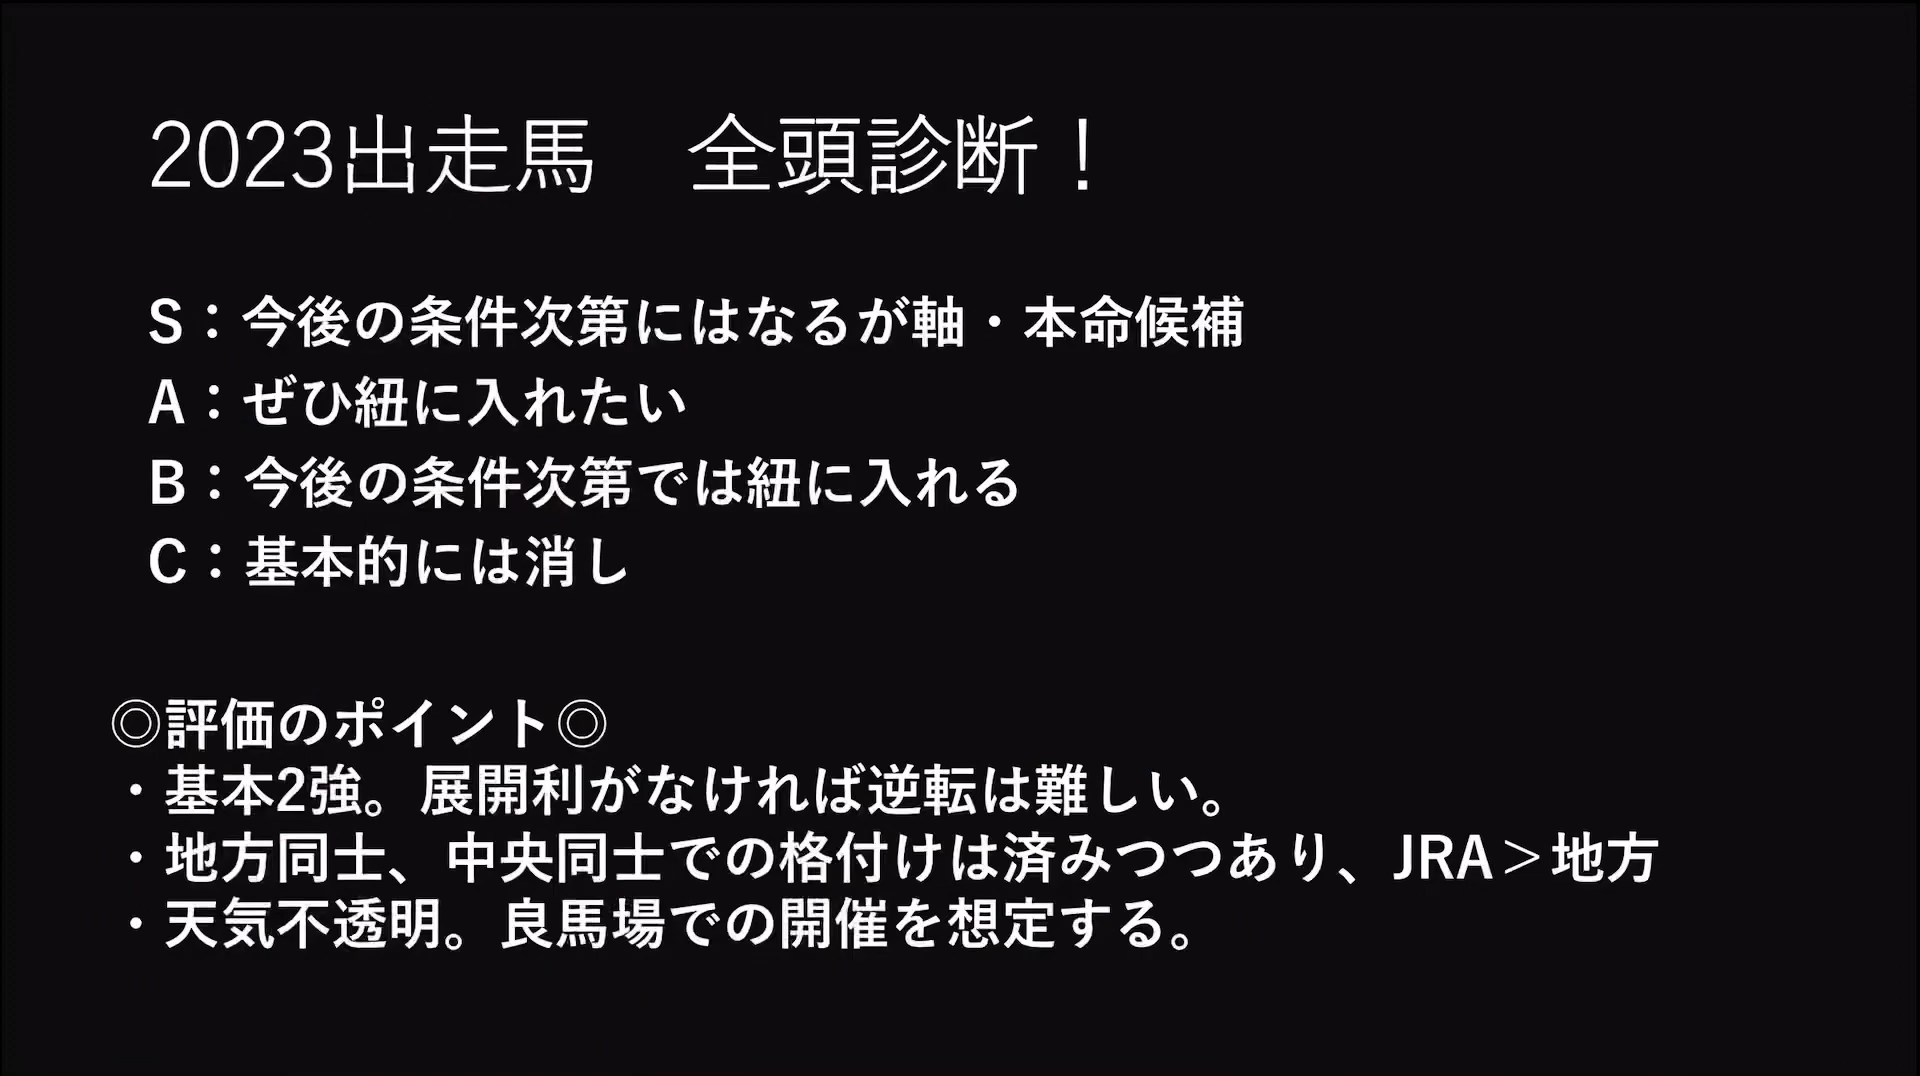 2023出走馬　全頭診断！
S：今後の条件次第にはなるが軸・本命候補
A：ぜひ紐に入れたい
B：今後の条件次第では紐に入れる
C：基本的には消し
◎評価のポイント◎
・基本2強。展開利がなければ逆転は難しい。
・地方同士、中央同士での格付けは済みつつあり、JRA＞地方
・天気不透明。良馬場での開催を想定する。